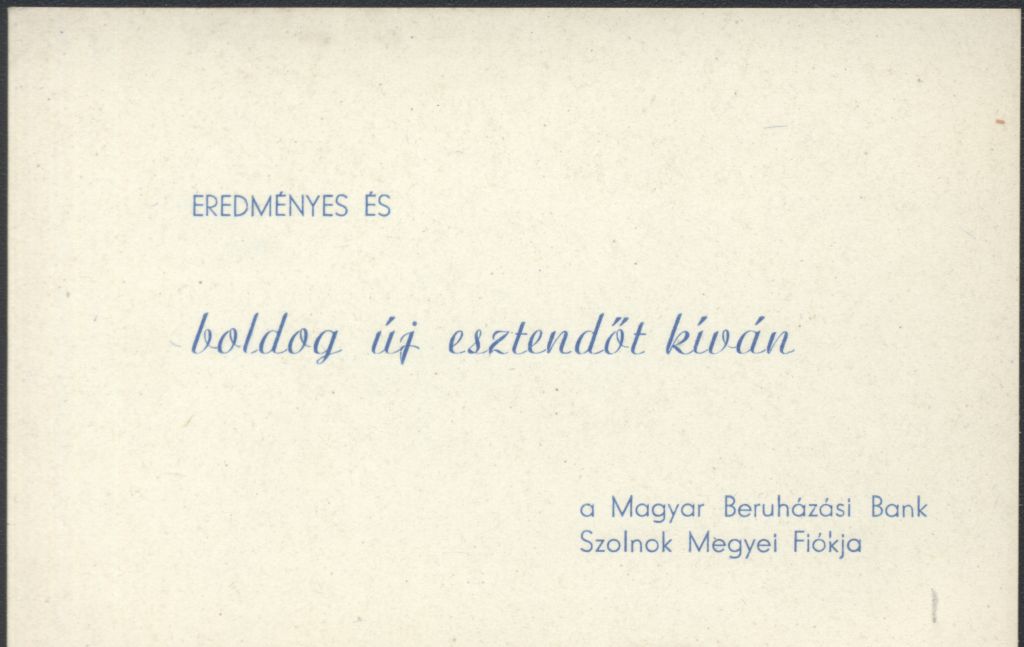 EREDMÉNYES ÉS
boldog új esztendőt kíván
a Magyar Beruházási Bank
Szolnok Megyei Fiókja